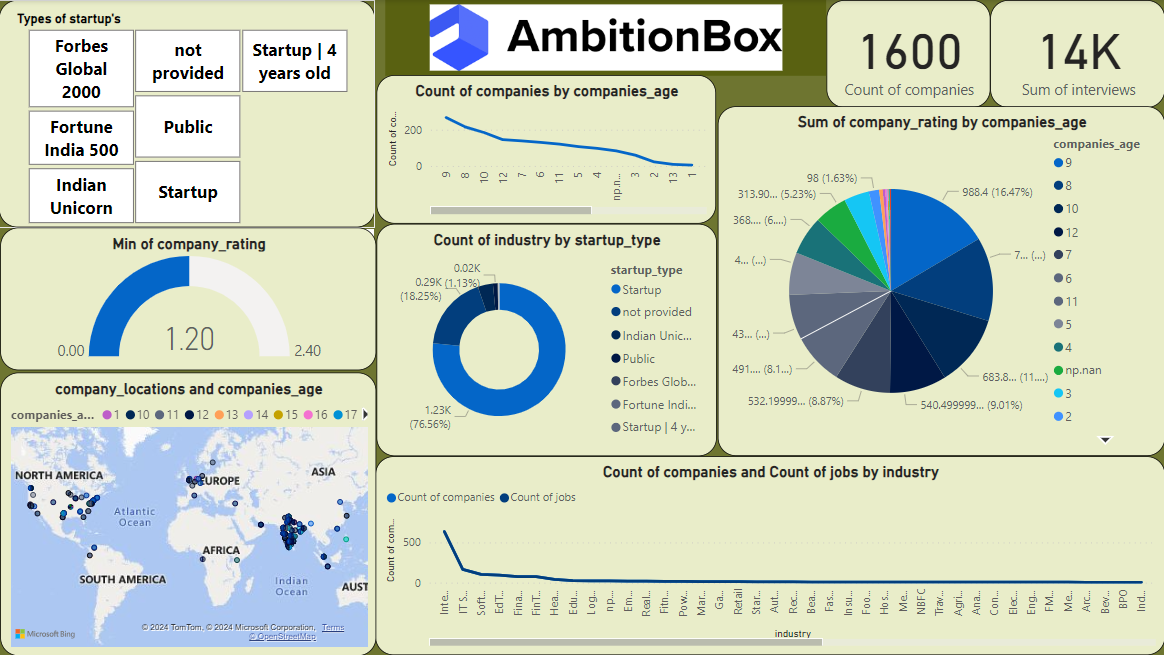 Types of startup's
Forbes
Global
2000
not
provided
Startup | 4
years old
Fortune
India 500
Public
Indian
Unicorn
Startup
AmbitionBox
1600
Count of companies
14K
Sum of interviews
Count of companies by companies_age
Count of co...
200
0
9
8
10
12
7
6
11
5
4
np.n...
3
2
13
1
Sum of company_rating by companies_age
companies_age
9
8
10
12
7
6
11
5
4
np.nan
3
2
98 (1.63%)
313.90... (5.23%)
368.... (6....)
4... (...)
43... (...)
491.... (8.1...)
532.19999... (8.87%)
540.499999... (9.01%)
683.8... (11....)
7... (...)
988.4 (16.47%)
Min of company_rating
1.20
0.00
2.40
Count of industry by startup_type
0.02K
(1.13%)
0.29K
(18.25%)
1.23K
(76.56%)
startup_type
Startup
not provided
Indian Unic...
Public
Forbes Glob...
Fortune Indi...
Startup | 4 y...
company_locations and companies_age
companies_a...
1
10
11
12
13
14
15
16
17
NORTH AMERICA
EUROPE
ASIA
Atlantic
Ocean
AFRICA
SOUTH AMERICA
Indian
Ocean
AUST
Microsoft Bing
© 2024 TomTom, © 2024 Microsoft Corporation, Terms
© OpenStreetMap
Count of companies and Count of jobs by industry
Count of companies
Count of jobs
Count of com...
500
0
Inte...
IT S...
Soft...
EdT...
Fina...
FinT...
Hea...
Edu...
Log...
np....
Em...
Real...
Fitn...
Pow...
Mar...
Ga...
Retail
Star...
Aut...
Rec...
Bea...
Fas...
Insu...
Foo...
Hos...
Me...
NBFC
Trav...
Agri...
Ana...
Con...
Elec...
Eng...
FM...
Me...
Arc...
Bev...
BPO
Ind...
industry